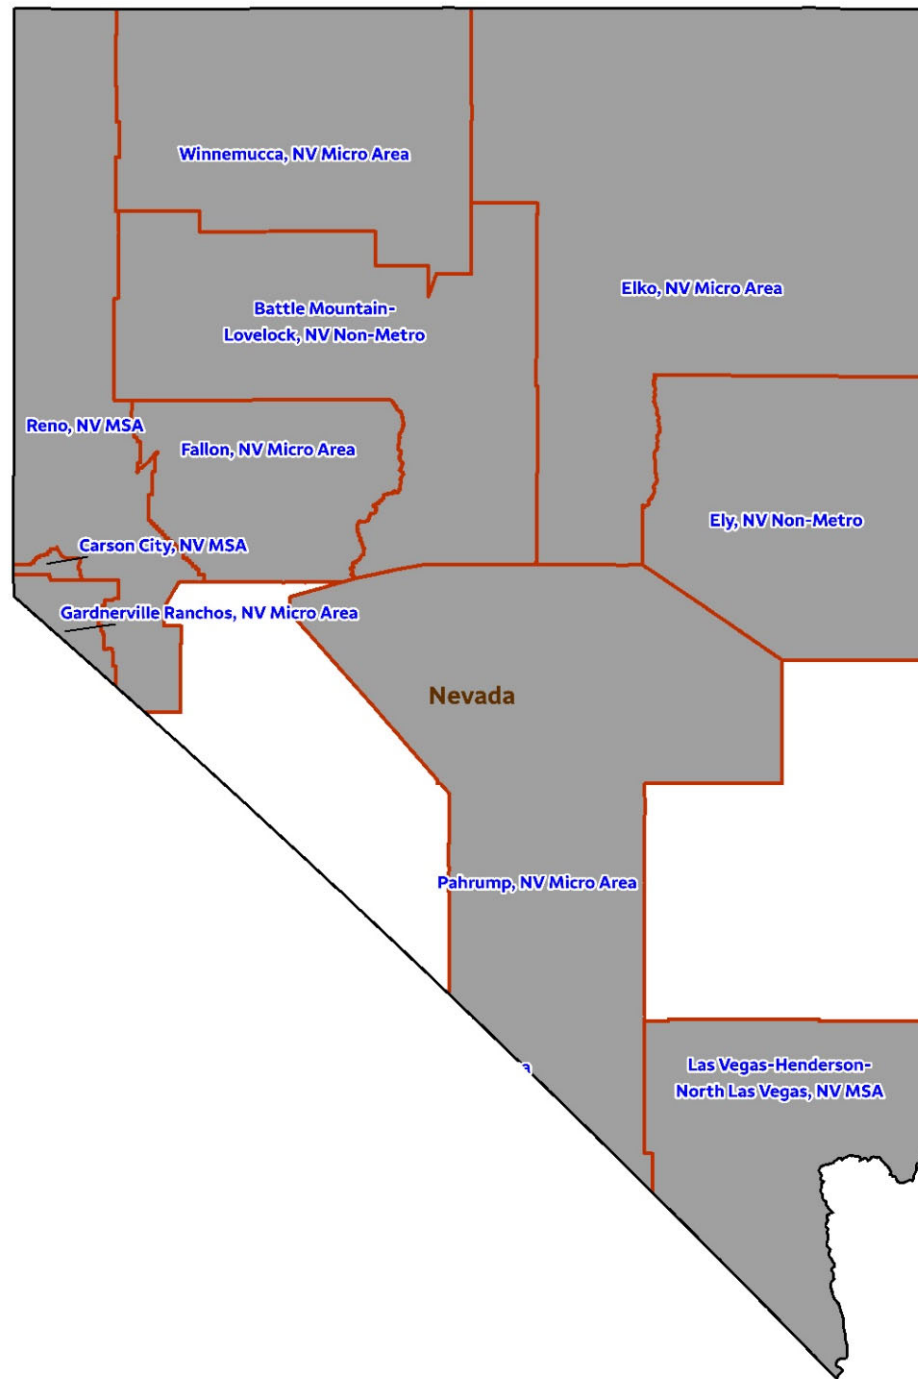 Winnemucca, NV Micro Area
Elko, NV Micro Area
Battle Mountain-
Lovelock, NV Non-Metro
Reno, NV MSA
Fallon, NV Micro Area
Ely, NV Non-Metro
Carson City, NV MSA
Gardnerville Ranchos, NV Micro Area
Nevada
Pahrump, NV Micro Area
Las Vegas-Henderson-
North Las Vegas, NV MSA